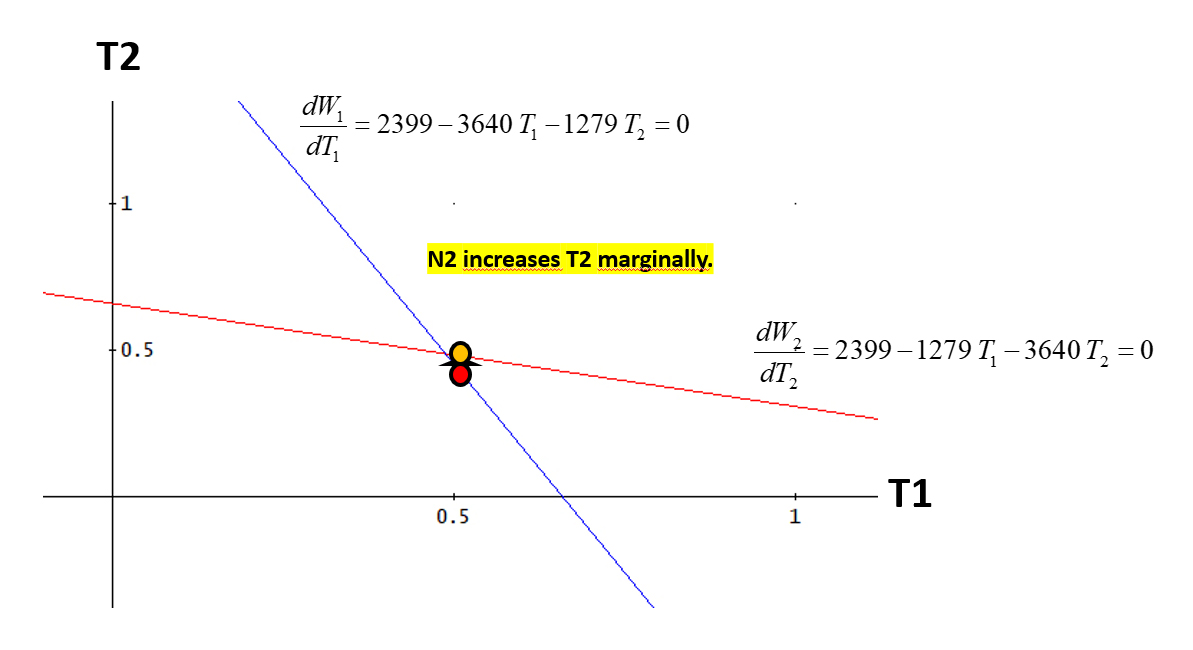 T2
dW₁/dT₁ = 2399 − 3640 T₁ − 1279 T₂ = 0
1
N2 increases T2 marginally.
0.5
dW₂/dT₂ = 2399 − 1279 T₁ − 3640 T₂ = 0
T1
0.5
1